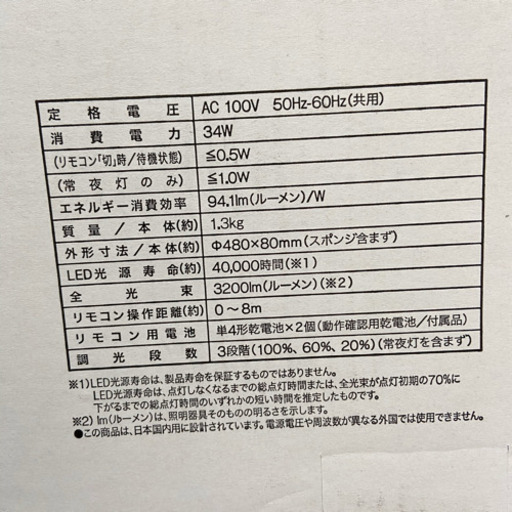 定格電圧 AC 100V 50Hz-60Hz(共用)
消費電力 34W
(リモコン「切」時/待機状態) ≦0.5W
(常夜灯のみ) ≦1.0W
エネルギー消費効率 94.1lm(ルーメン)/W
質量/本体(約) 1.3kg
外形寸法/本体(約) Φ480×80mm(スポンジ含まず)
LED光源寿命(約) 40,000時間(※1)
全光束 3200lm(ルーメン)(※2)
リモコン操作距離(約) 0～8m
リモコン用電池 単4形乾電池×2個(動作確認用乾電池/付属品)
調光段数 3段階(100%、60%、20%)(常夜灯を含まず)
※1)LED光源寿命は、製品寿命を保証するものではありません。
LED光源寿命は、点灯しなくなるまでの総点灯時間または、全光束が点灯初期の70%に
下がるまでの総点灯時間のいずれかの短い時間を推定したものです。
※2) lm(ルーメン)は、照明器具そのものの明るさを示します。
●この商品は、日本国内用に設計されています。電源電圧や周波数が異なる外国では使用できません。